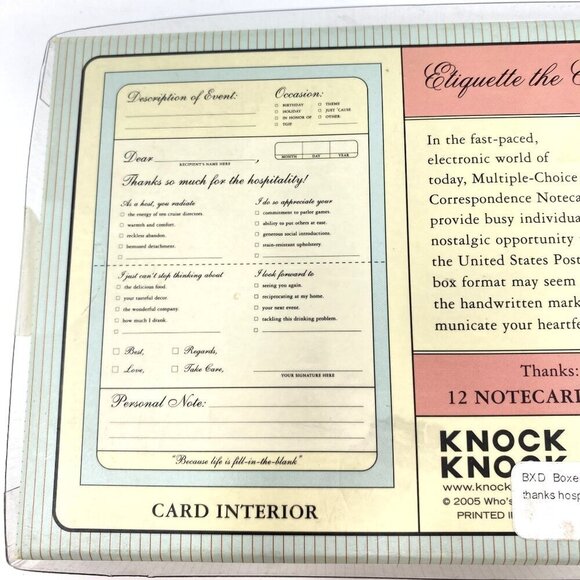 Description of Event:
Occasion:
BIRTHDAY
THEME
HOLIDAY
JUST 'CAUSE
IN HONOR OF
OTHER
TGIF
Dear
,
RECIPIENT'S NAME HERE
MONTH DAY YEAR
Thanks so much for the hospitality!
As a host, you radiate
the energy of ten cruise directors.
warmth and comfort.
reckless abandon.
bemused detachment.
I do so appreciate your
commitment to parlor games.
ability to put others at ease.
generous social introductions.
stain-resistant upholstery.
I just can't stop thinking about
the delicious food.
your tasteful decor.
the wonderful company.
how much I drank.
I look forward to
seeing you again.
reciprocating at my home.
your next event.
tackling this drinking problem.
Best,
Regards,
Love,
Take Care,
YOUR SIGNATURE HERE
Personal Note:
"Because life is fill-in-the-blank"
CARD INTERIOR
Etiquette the
In the fast-paced,
electronic world of
today, Multiple-Choice
Correspondence Noteca
provide busy individua
nostalgic opportunity
the United States Post
box format may seem
the handwritten mark
municate your heartfe
Thanks:
12 NOTECARD
KNOCK
KNOCK
www.knock
© 2005 Who's
PRINTED I
BXD Boxe
thanks hosp